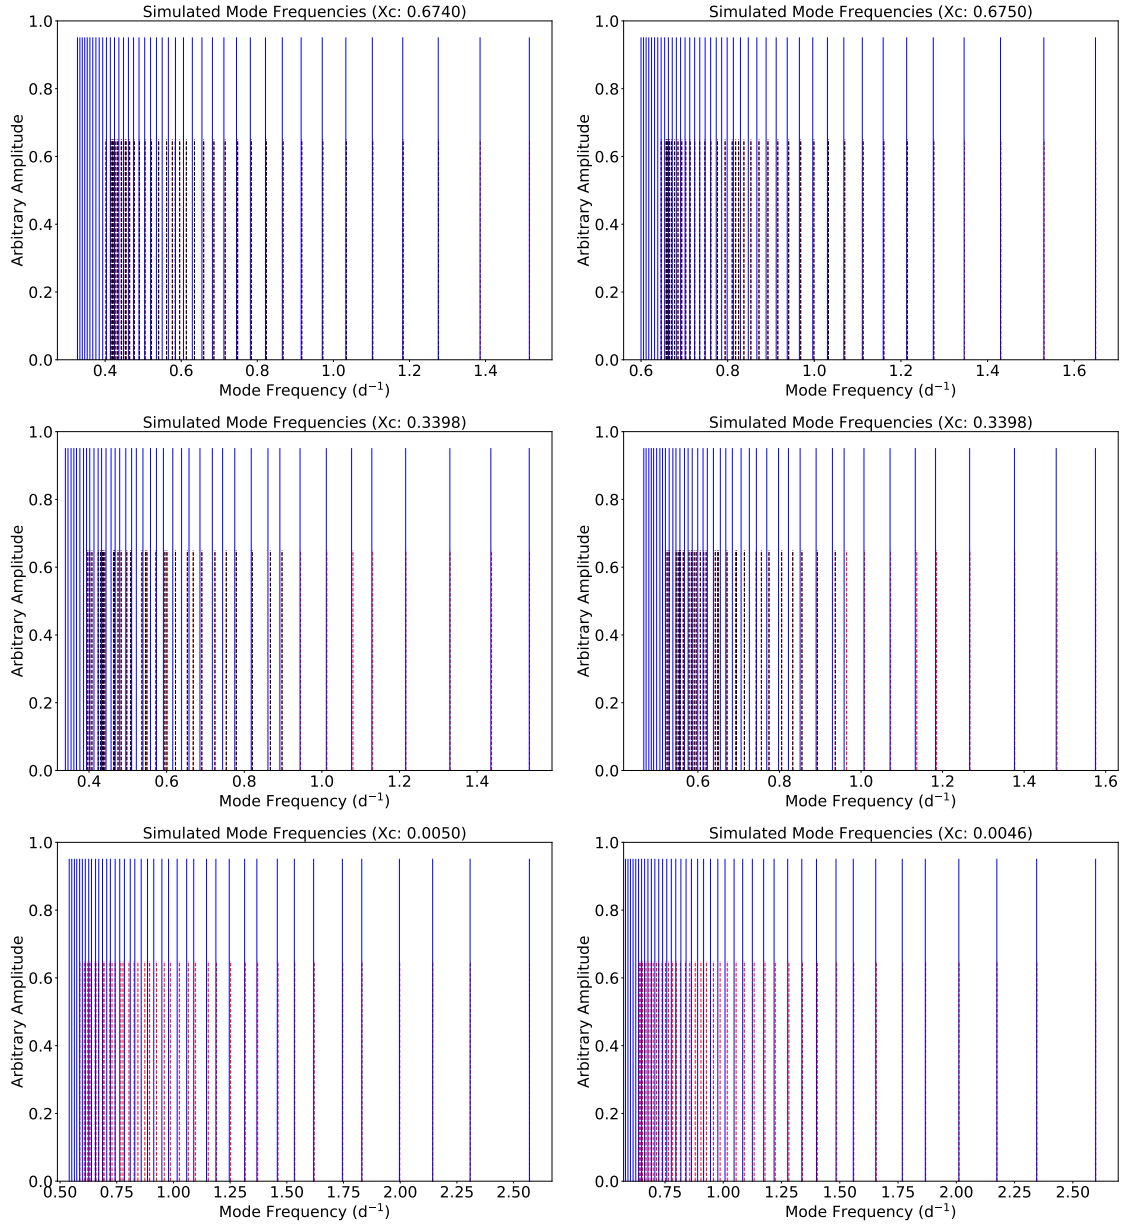 Simulated Mode Frequencies (Xc: 0.6740)
1.0
0.8
0.6
0.4
0.2
0.0
Arbitrary Amplitude
0.4 0.6 0.8 1.0 1.2 1.4
Mode Frequency (d⁻¹)
Simulated Mode Frequencies (Xc: 0.6750)
1.0
0.8
0.6
0.4
0.2
0.0
Arbitrary Amplitude
0.6 0.8 1.0 1.2 1.4 1.6
Mode Frequency (d⁻¹)
Simulated Mode Frequencies (Xc: 0.3398)
1.0
0.8
0.6
0.4
0.2
0.0
Arbitrary Amplitude
0.4 0.6 0.8 1.0 1.2 1.4
Mode Frequency (d⁻¹)
Simulated Mode Frequencies (Xc: 0.3398)
1.0
0.8
0.6
0.4
0.2
0.0
Arbitrary Amplitude
0.6 0.8 1.0 1.2 1.4 1.6
Mode Frequency (d⁻¹)
Simulated Mode Frequencies (Xc: 0.0050)
1.0
0.8
0.6
0.4
0.2
0.0
Arbitrary Amplitude
0.50 0.75 1.00 1.25 1.50 1.75 2.00 2.25 2.50
Mode Frequency (d⁻¹)
Simulated Mode Frequencies (Xc: 0.0046)
1.0
0.8
0.6
0.4
0.2
0.0
Arbitrary Amplitude
0.75 1.00 1.25 1.50 1.75 2.00 2.25 2.50
Mode Frequency (d⁻¹)